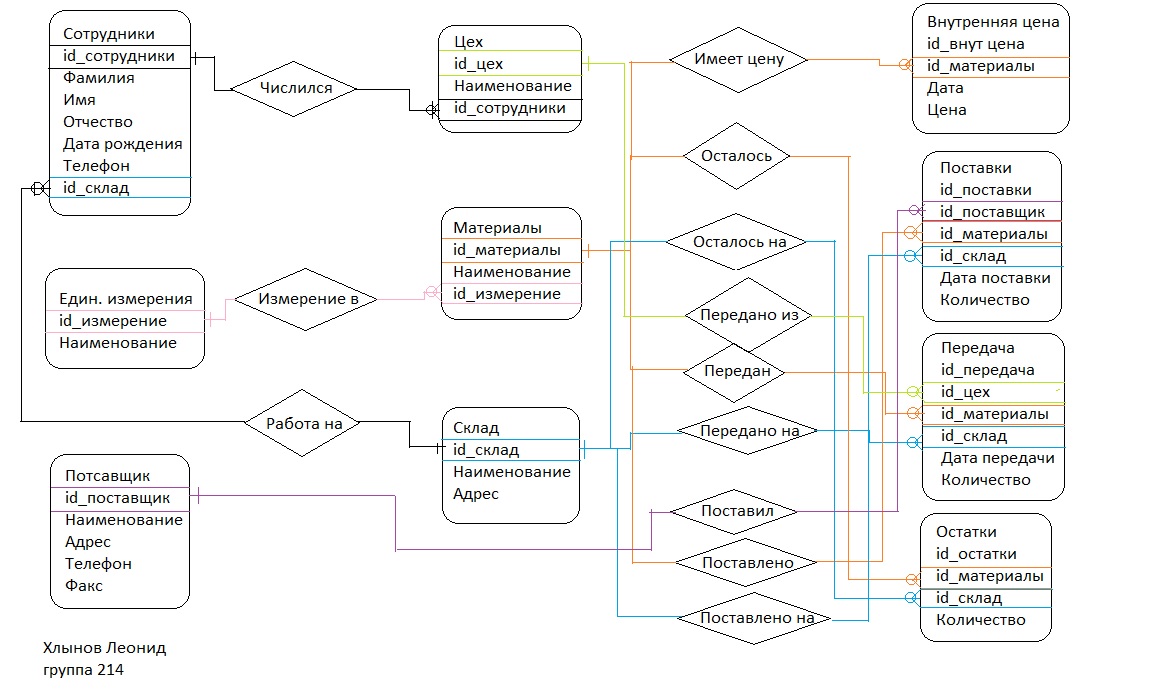 Сотрудники
id_сотрудники
Фамилия
Имя
Отчество
Дата рождения
Телефон
id_склад
Числился
Цех
id_цех
Наименование
id_сотрудники
Имеет цену
Внутренняя цена
id_внут цена
id_материалы
Дата
Цена
Осталось
Поставки
id_поставки
id_поставщик
id_материалы
id_склад
Дата поставки
Количество
Материалы
id_материалы
Наименование
id_измерение
Осталось на
Един. измерения
id_измерение
Наименование
Измерение в
Передано из
Передан
Передано на
Передача
id_передача
id_цех
id_материалы
id_склад
Дата передачи
Количество
Работа на
Склад
id_склад
Наименование
Адрес
Потсавщик
id_поставщик
Наименование
Адрес
Телефон
Факс
Поставил
Поставлено
Поставлено на
Остатки
id_остатки
id_материалы
id_склад
Количество
Хлынов Леонид
группа 214